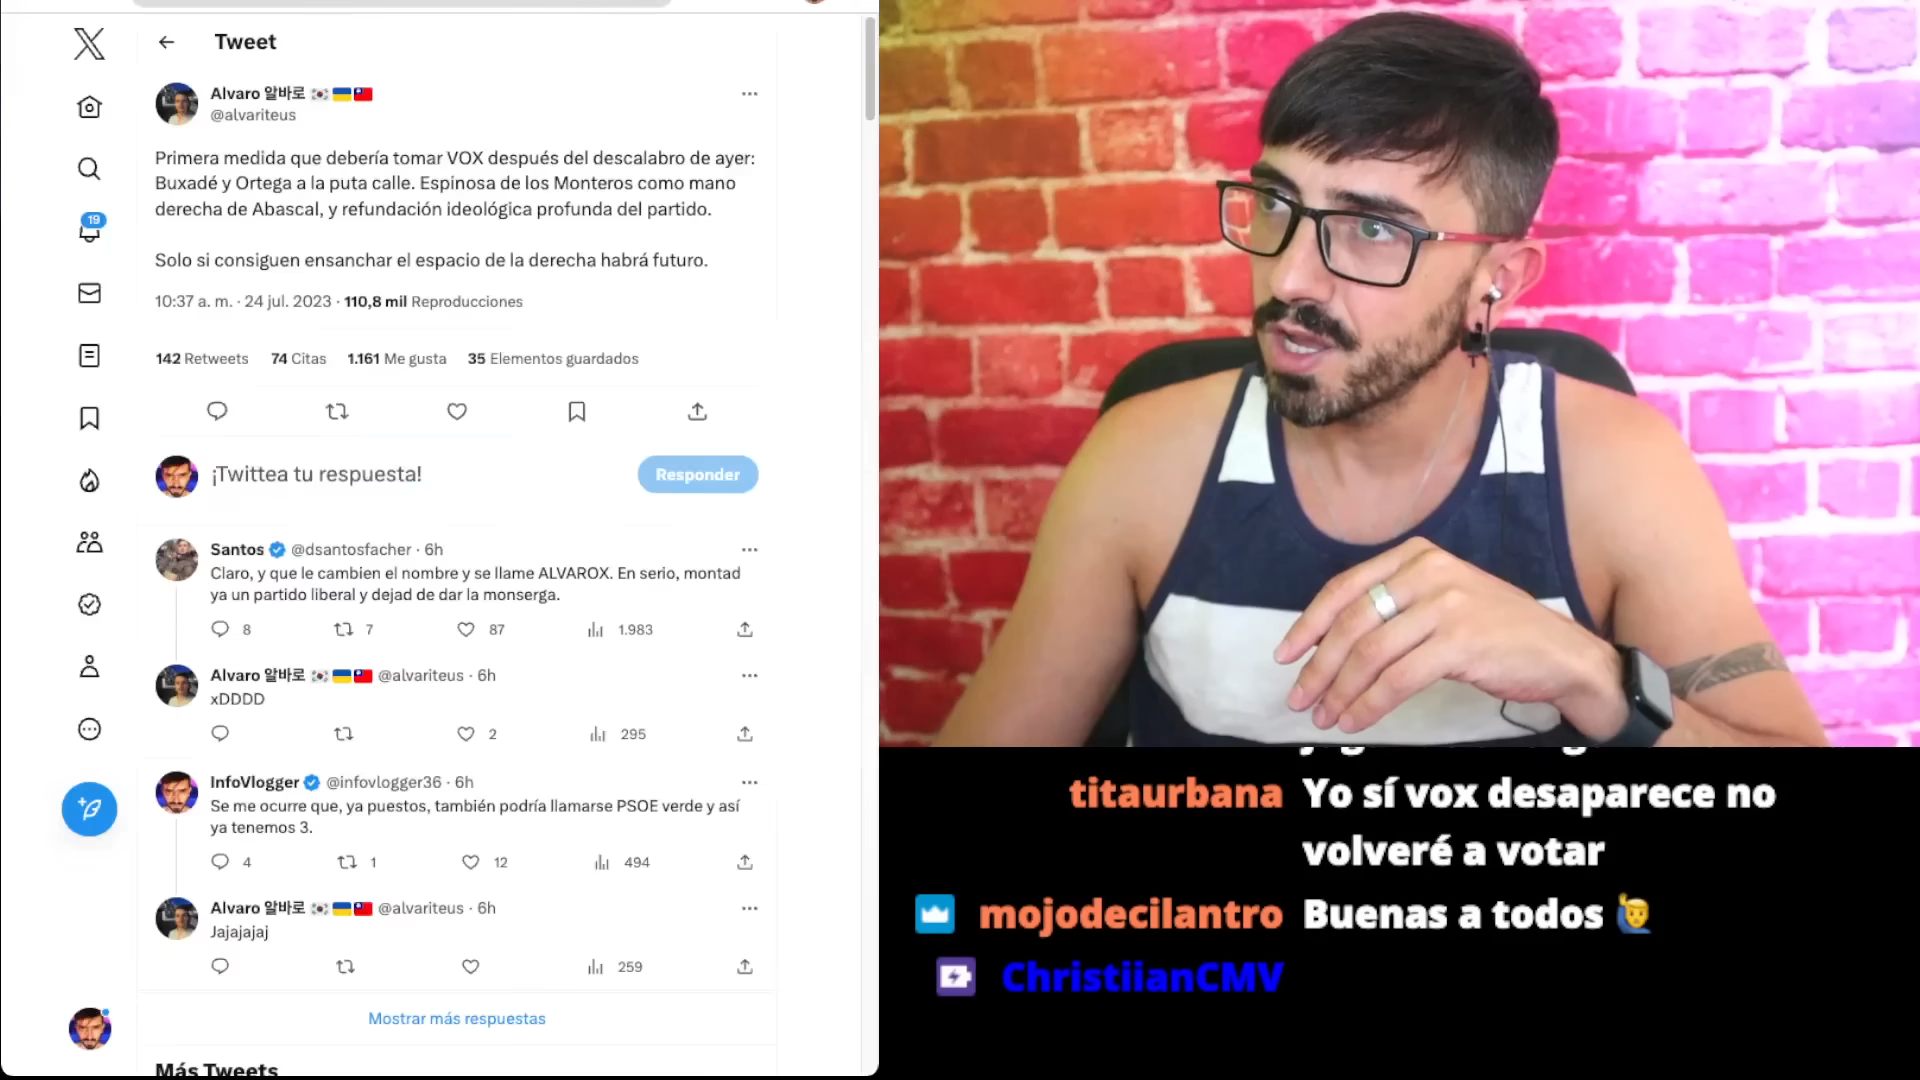 Tweet
Alvaro 알바로 🇰🇷🇺🇦🇹🇼
@alvariteus
Primera medida que debería tomar VOX después del descalabro de ayer:
Buxadé y Ortega a la puta calle. Espinosa de los Monteros como mano
derecha de Abascal, y refundación ideológica profunda del partido.
Solo si consiguen ensanchar el espacio de la derecha habrá futuro.
10:37 a. m. · 24 jul. 2023 · 110,8 mil Reproducciones
142 Retweets 74 Citas 1.161 Me gusta 35 Elementos guardados
¡Twittea tu respuesta!
Responder
Santos @dsantosfacher · 6h
Claro, y que le cambien el nombre y se llame ALVAROX. En serio, montad
ya un partido liberal y dejad de dar la monserga.
8 7 87 1.983
Alvaro 알바로 🇰🇷🇺🇦🇹🇼 @alvariteus · 6h
xDDDD
2 295
InfoVlogger @infovlogger36 · 6h
Se me ocurre que, ya puestos, también podría llamarse PSOE verde y así
ya tenemos 3.
4 1 12 494
Alvaro 알바로 🇰🇷🇺🇦🇹🇼 @alvariteus · 6h
Jajajajaj
259
Mostrar más respuestas
Más Tweets
19
titaurbana Yo sí vox desaparece no
volveré a votar
mojodecilantro Buenas a todos 🙋‍♂️
ChristiianCMV